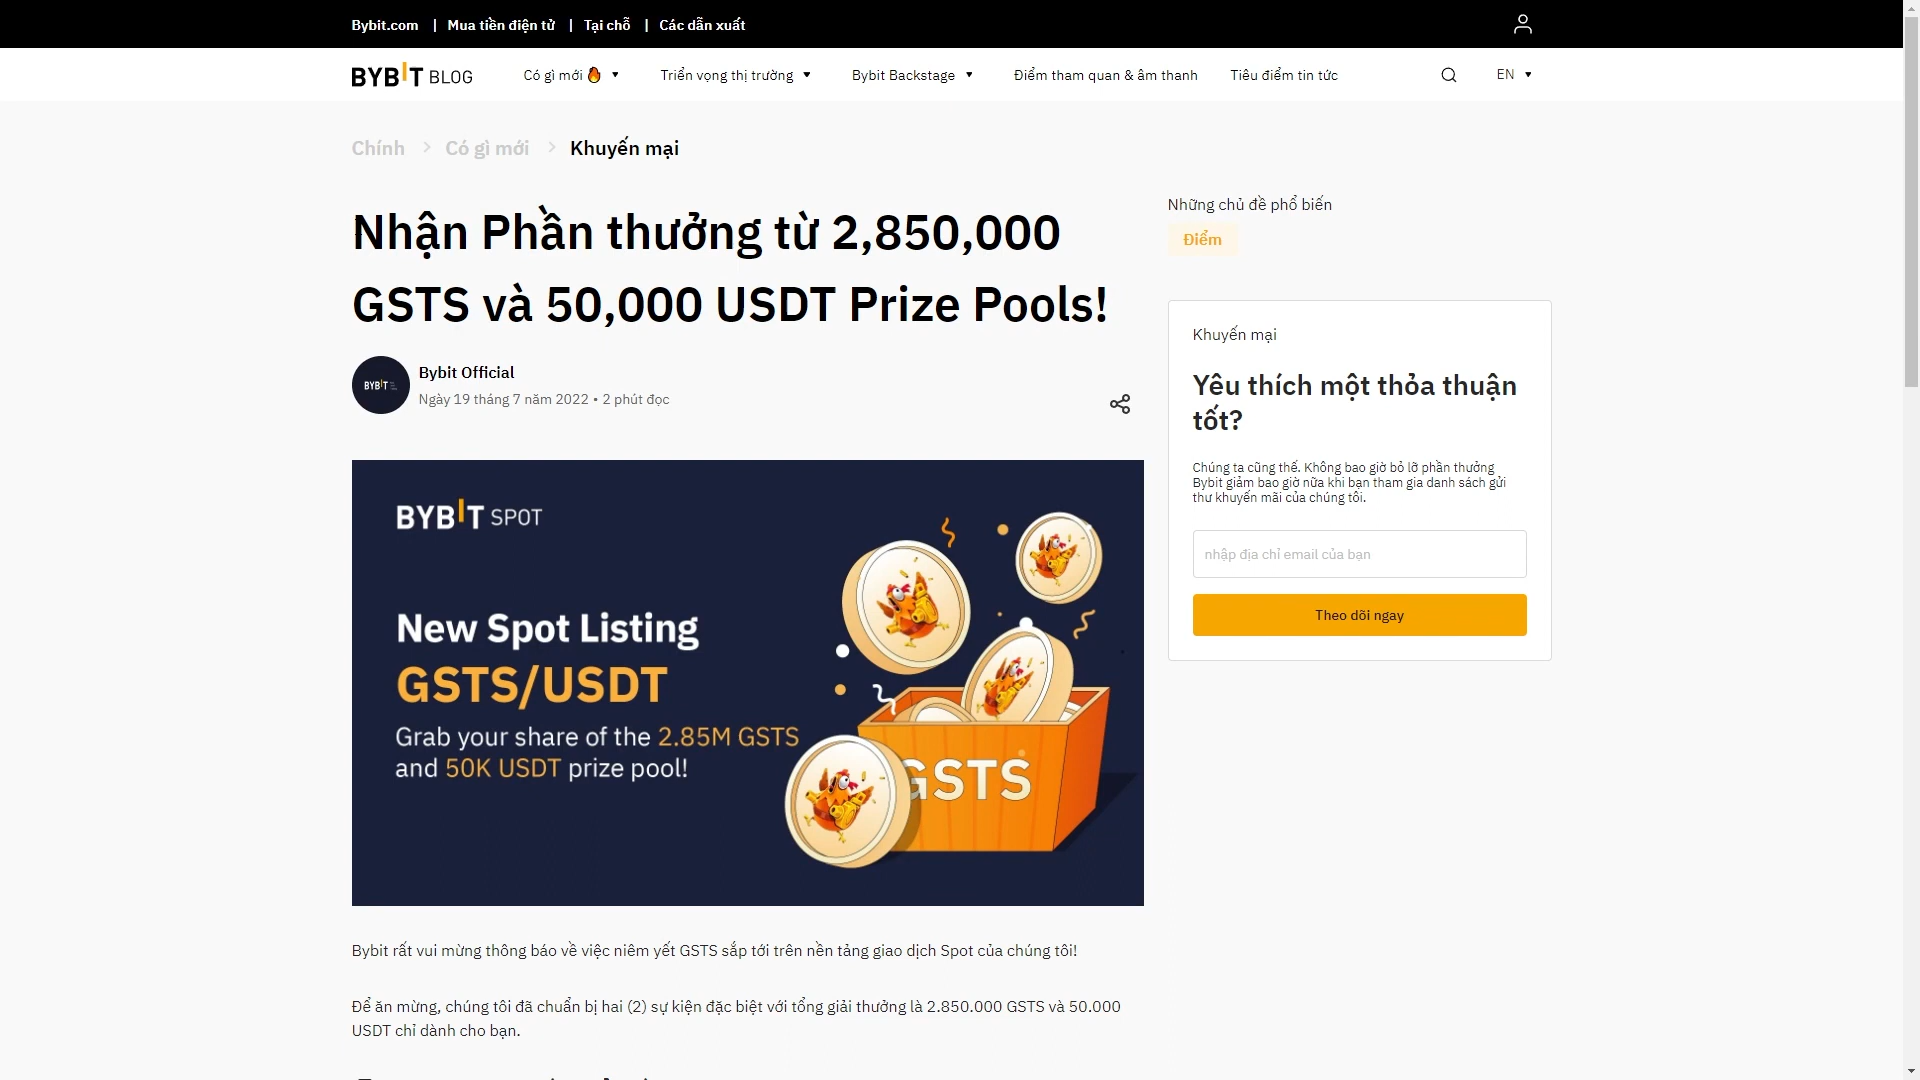 Bybit.com | Mua tiền điện tử | Tại chỗ | Các dẫn xuất
BYBIT BLOG Có gì mới Triển vọng thị trường Bybit Backstage Điểm tham quan & âm thanh Tiêu điểm tin tức EN
Chính > Có gì mới > Khuyến mại
Nhận Phần thưởng từ 2,850,000
GSTS và 50,000 USDT Prize Pools!
BYBIT
Bybit Official
Ngày 19 tháng 7 năm 2022 • 2 phút đọc
BYBIT SPOT
New Spot Listing
GSTS/USDT
Grab your share of the 2.85M GSTS
and 50K USDT prize pool!
GSTS
Bybit rất vui mừng thông báo về việc niêm yết GSTS sắp tới trên nền tảng giao dịch Spot của chúng tôi!
Để ăn mừng, chúng tôi đã chuẩn bị hai (2) sự kiện đặc biệt với tổng giải thưởng là 2.850.000 GSTS và 50.000
USDT chỉ dành cho bạn.
Những chủ đề phổ biến
Điểm
Khuyến mại
Yêu thích một thỏa thuận
tốt?
Chúng ta cũng thế. Không bao giờ bỏ lỡ phần thưởng
Bybit giảm bao giờ nữa khi bạn tham gia danh sách gửi
thư khuyến mãi của chúng tôi.
nhập địa chỉ email của bạn
Theo dõi ngay